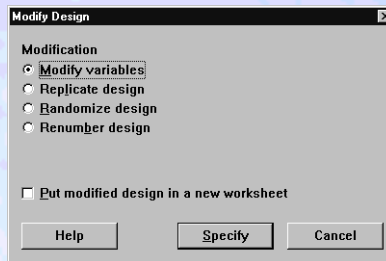 Modify Design
Modification
Modify variables
Replicate design
Randomize design
Renumber design
Put modified design in a new worksheet
Help
Specify
Cancel